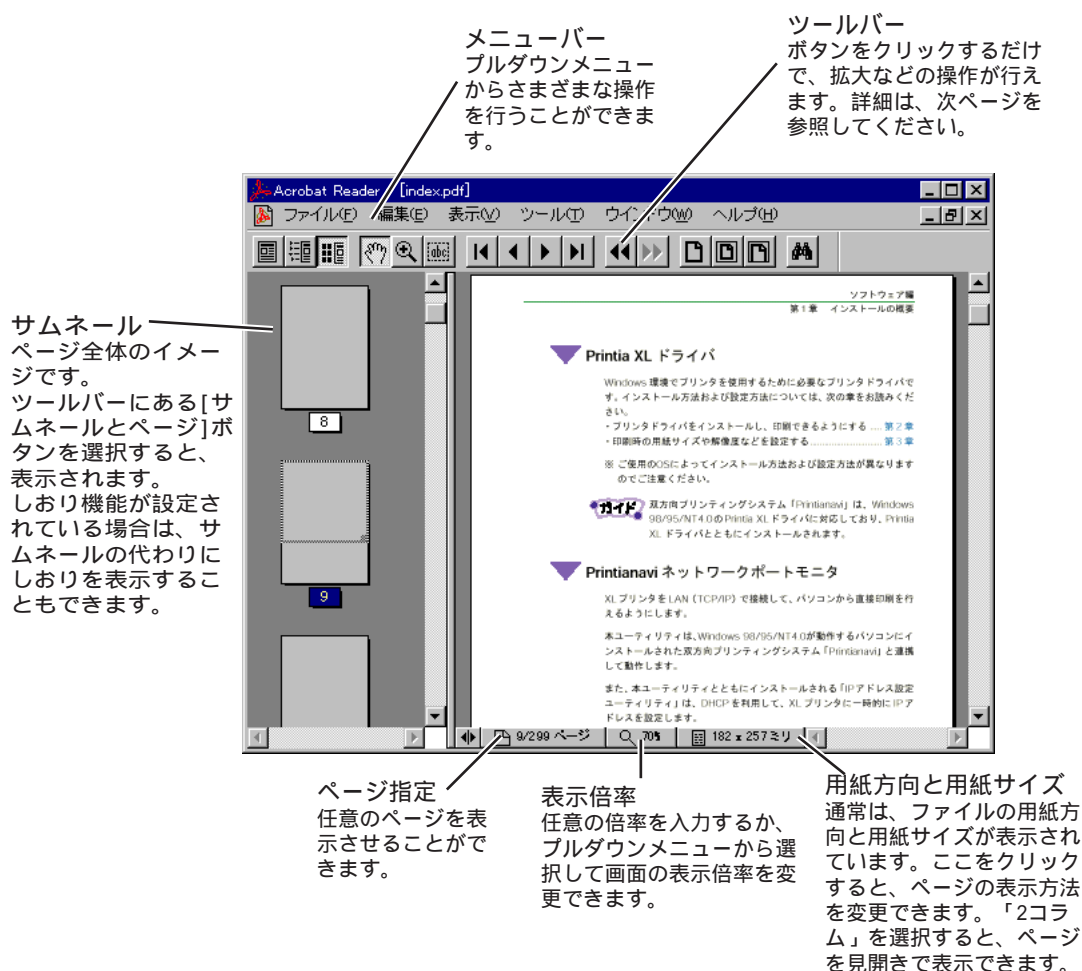 メニューバー
プルダウンメニュー
からさまざまな操作
を行うことができま
す。
ツールバー
ボタンをクリックするだけ
で、拡大などの操作が行え
ます。詳細は、次ページを
参照してください。
Acrobat Reader - [index.pdf]
ファイル(F) 編集(E) 表示(V) ツール(T) ウインドウ(W) ヘルプ(H)
abc
サムネール
ページ全体のイメー
ジです。
ツールバーにある[サ
ムネールとページ]ボ
タンを選択すると、
表示されます。
しおり機能が設定さ
れている場合は、サ
ムネールの代わりに
しおりを表示するこ
ともできます。
8
9
ソフトウェア編
第1章 インストールの概要
Printia XL ドライバ
Windows 環境でプリンタを使用するために必要なプリンタドライバで
す。インストール方法および設定方法については、次の章をお読みくだ
さい。
・プリンタドライバをインストールし、印刷できるようにする .... 第2章
・印刷時の用紙サイズや解像度などを設定する........................ 第3章
※ ご使用のOSによってインストール方法および設定方法が異なります
のでご注意ください。
ガイド
双方向プリンティングシステム「Printianavi」は、Windows
98/95/NT4.0のPrintia XL ドライバに対応しており、Printia
XL ドライバとともにインストールされます。
Printianavi ネットワークポートモニタ
XL プリンタをLAN(TCP/IP)で接続して、パソコンから直接印刷を行
えるようにします。
本ユーティリティは、Windows 98/95/NT4.0が動作するパソコンにイ
ンストールされた双方向プリンティングシステム「Printianavi」と連携
して動作します。
また、本ユーティリティとともにインストールされる「IPアドレス設定
ユーティリティ」は、DHCPを利用して、XLプリンタに一時的にIPア
ドレスを設定します。
9/299 ページ 70% 182 x 257 ミリ
ページ指定
任意のページを表
示させることがで
きます。
表示倍率
任意の倍率を入力するか、
プルダウンメニューから選
択して画面の表示倍率を変
更できます。
用紙方向と用紙サイズ
通常は、ファイルの用紙方
向と用紙サイズが表示され
ています。ここをクリック
すると、ページの表示方法
を変更できます。「2コラ
ム」を選択すると、ページ
を見開きで表示できます。